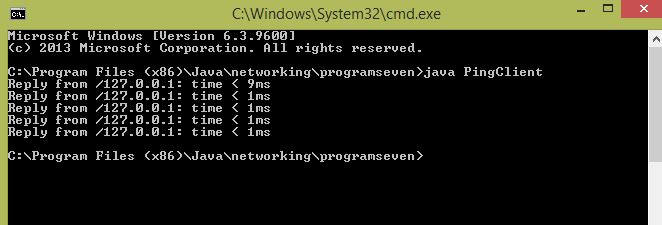 C:\Windows\System32\cmd.exe
Microsoft Windows [Version 6.3.9600]
(c) 2013 Microsoft Corporation. All rights reserved.
C:\Program Files (x86)\Java\networking\programseven>java PingClient
Reply from /127.0.0.1: time < 9ms
Reply from /127.0.0.1: time < 1ms
Reply from /127.0.0.1: time < 1ms
Reply from /127.0.0.1: time < 1ms
Reply from /127.0.0.1: time < 1ms
C:\Program Files (x86)\Java\networking\programseven>